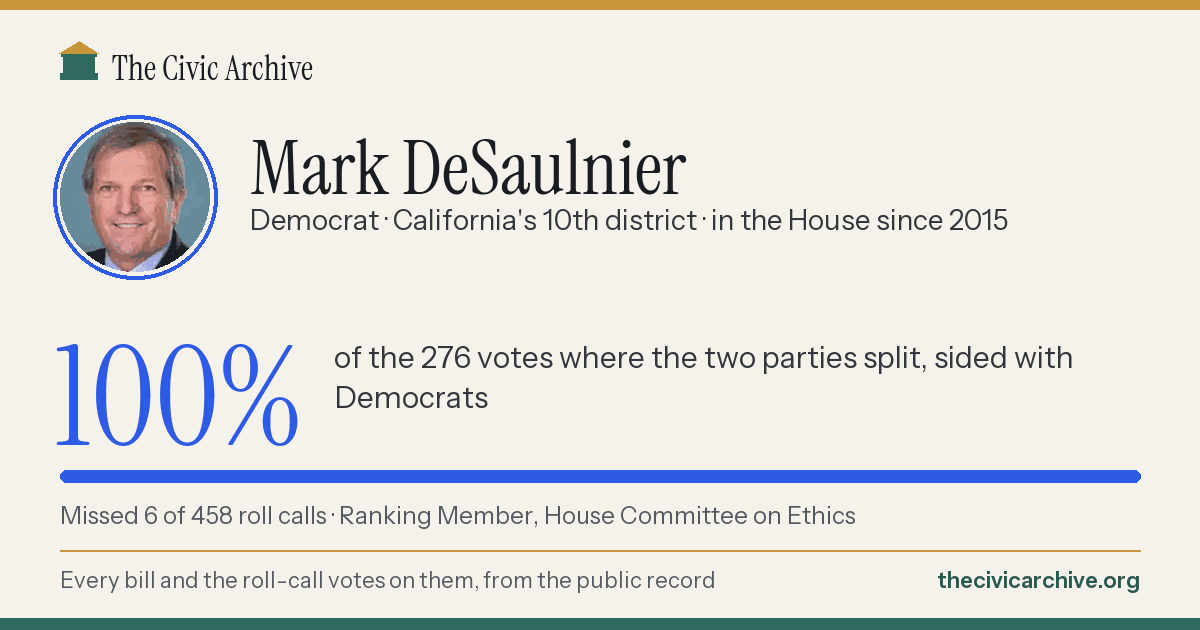 The Civic Archive
Mark DeSaulnier
Democrat · California's 10th district · in the House since 2015
100%
of the 276 votes where the two parties split, sided with
Democrats
Missed 6 of 458 roll calls · Ranking Member, House Committee on Ethics
Every bill and the roll-call votes on them, from the public record
thecivicarchive.org